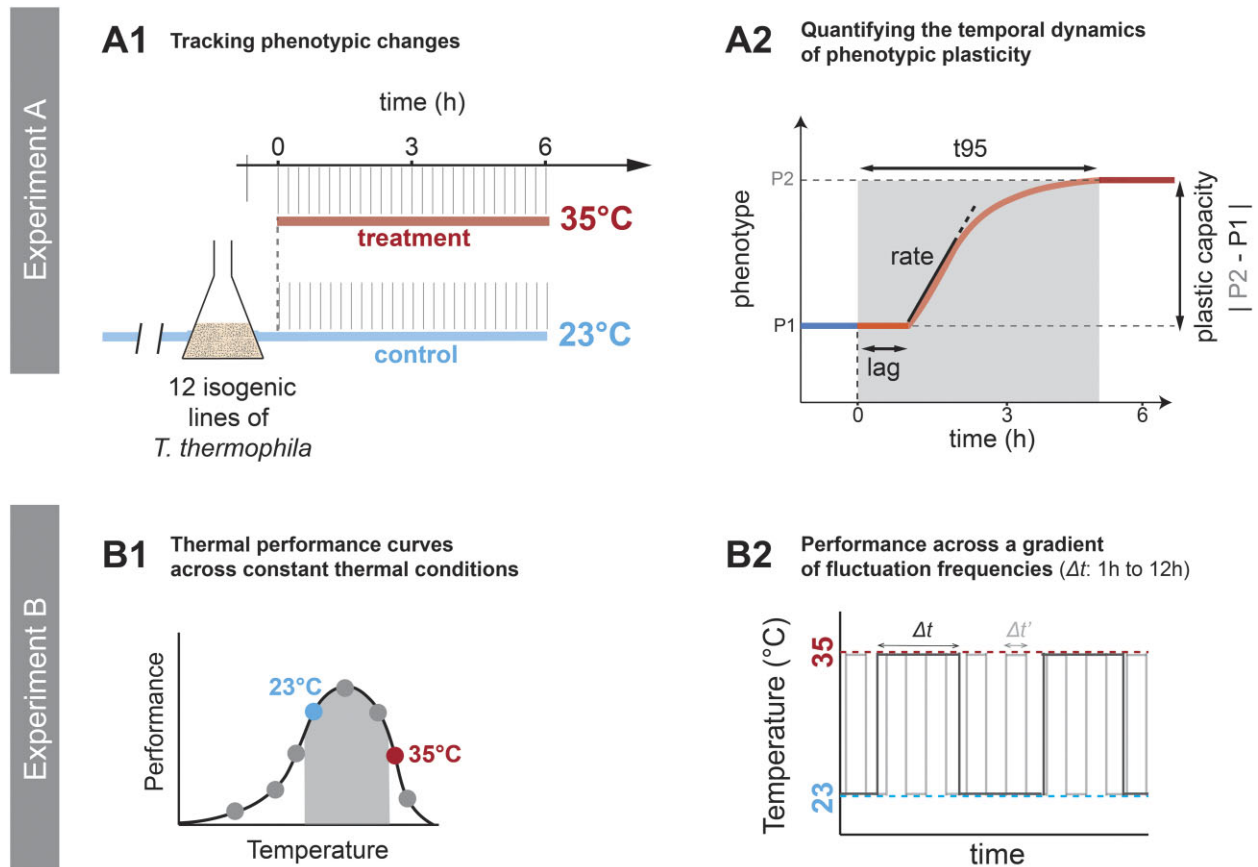 Experiment A
A1 Tracking phenotypic changes
time (h)
0 3 6
35°C
treatment
23°C
control
12 isogenic
lines of
T. thermophila
A2 Quantifying the temporal dynamics
of phenotypic plasticity
t95
P2
phenotype
rate
plastic capacity
| P2 - P1 |
P1
lag
0 3 6
time (h)
Experiment B
B1 Thermal performance curves
across constant thermal conditions
Performance
23°C
35°C
Temperature
B2 Performance across a gradient
of fluctuation frequencies (Δt: 1h to 12h)
Temperature (°C)
35
Δt Δt'
23
time